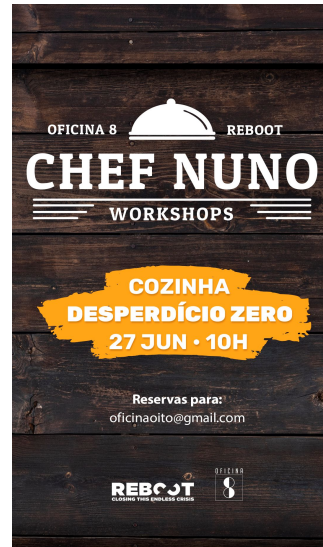 OFICINA 8 REBOOT
CHEF NUNO
WORKSHOPS
COZINHA
DESPERDÍCIO ZERO
27 JUN • 10H
Reservas para:
oficinaoito@gmail.com
OFICINA
8
REBOOT
CLOSING THIS ENDLESS CRISIS